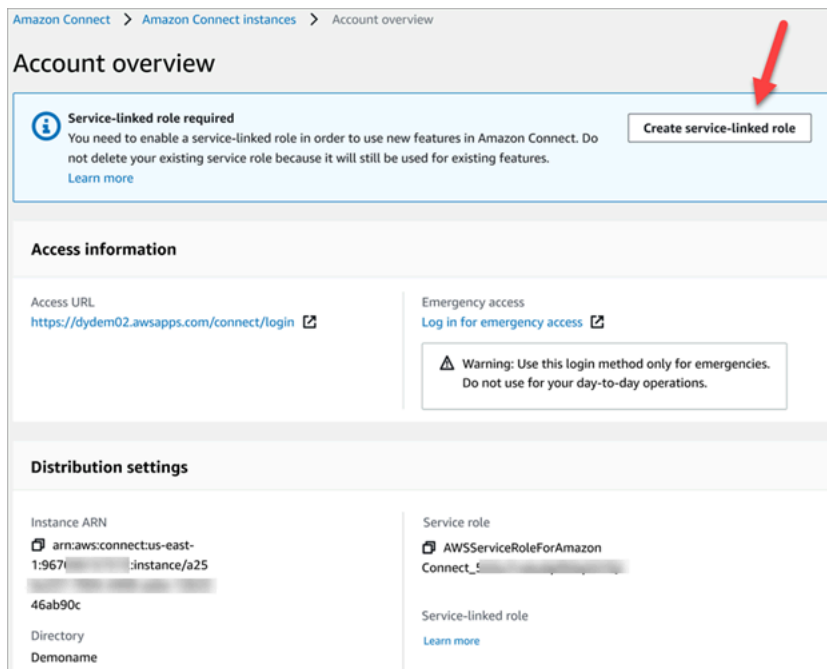 Amazon Connect > Amazon Connect instances > Account overview
Account overview
Service-linked role required
You need to enable a service-linked role in order to use new features in Amazon Connect. Do
not delete your existing service role because it will still be used for existing features.
Learn more
Create service-linked role
Access information
Access URL
https://dydem02.awsapps.com/connect/login
Emergency access
Log in for emergency access
Warning: Use this login method only for emergencies.
Do not use for your day-to-day operations.
Distribution settings
Instance ARN
arn:aws:connect:us-east-
1:967 :instance/a25
46ab90c
Directory
Demoname
Service role
AWSServiceRoleForAmazon
Connect_
Service-linked role
Learn more